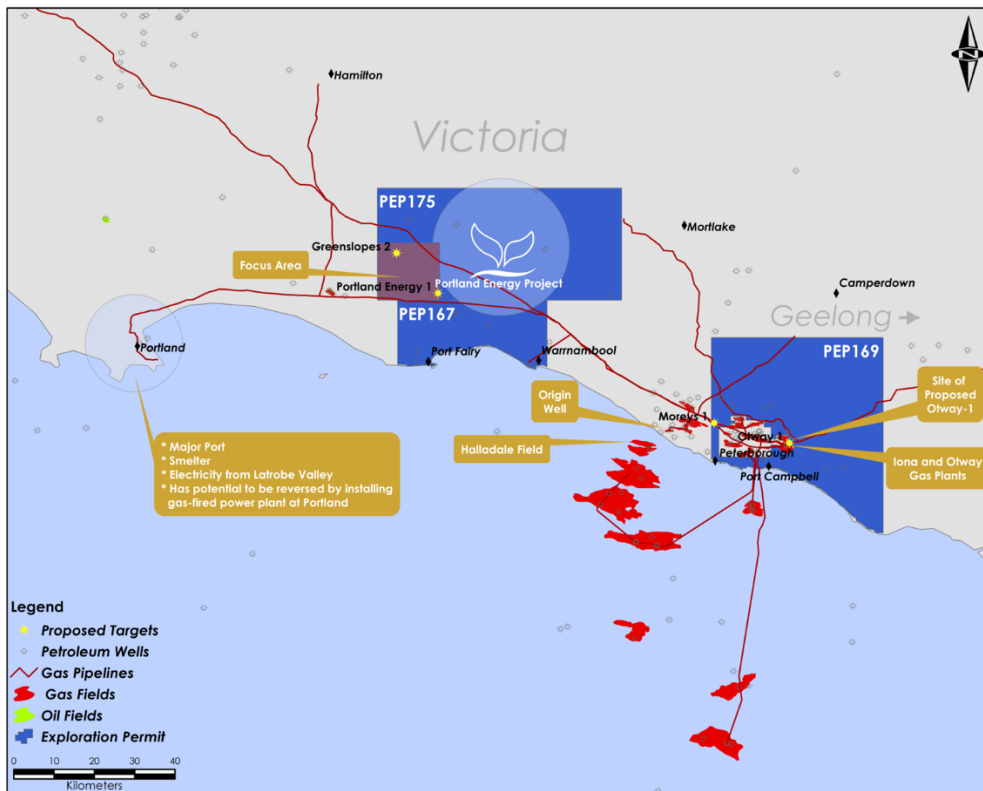 Hamilton
Victoria
N
PEP175
Mortlake
Greenslopes 2
Focus Area
Portland Energy 1
Portland Energy Project
Camperdown
PEP167
Geelong
Portland
Port Fairy
Warrnambool
PEP169
Origin
Well
Site of
Proposed
Otway-1
Moreys 1
Otway 1
Halladale Field
Peterborough
Port Campbell
Iona and Otway
Gas Plants
* Major Port
* Smelter
* Electricity from Latrobe Valley
* Has potential to be reversed by installing
gas-fired power plant at Portland
Legend
Proposed Targets
Petroleum Wells
Gas Pipelines
Gas Fields
Oil Fields
Exploration Permit
0 10 20 30 40
Kilometers